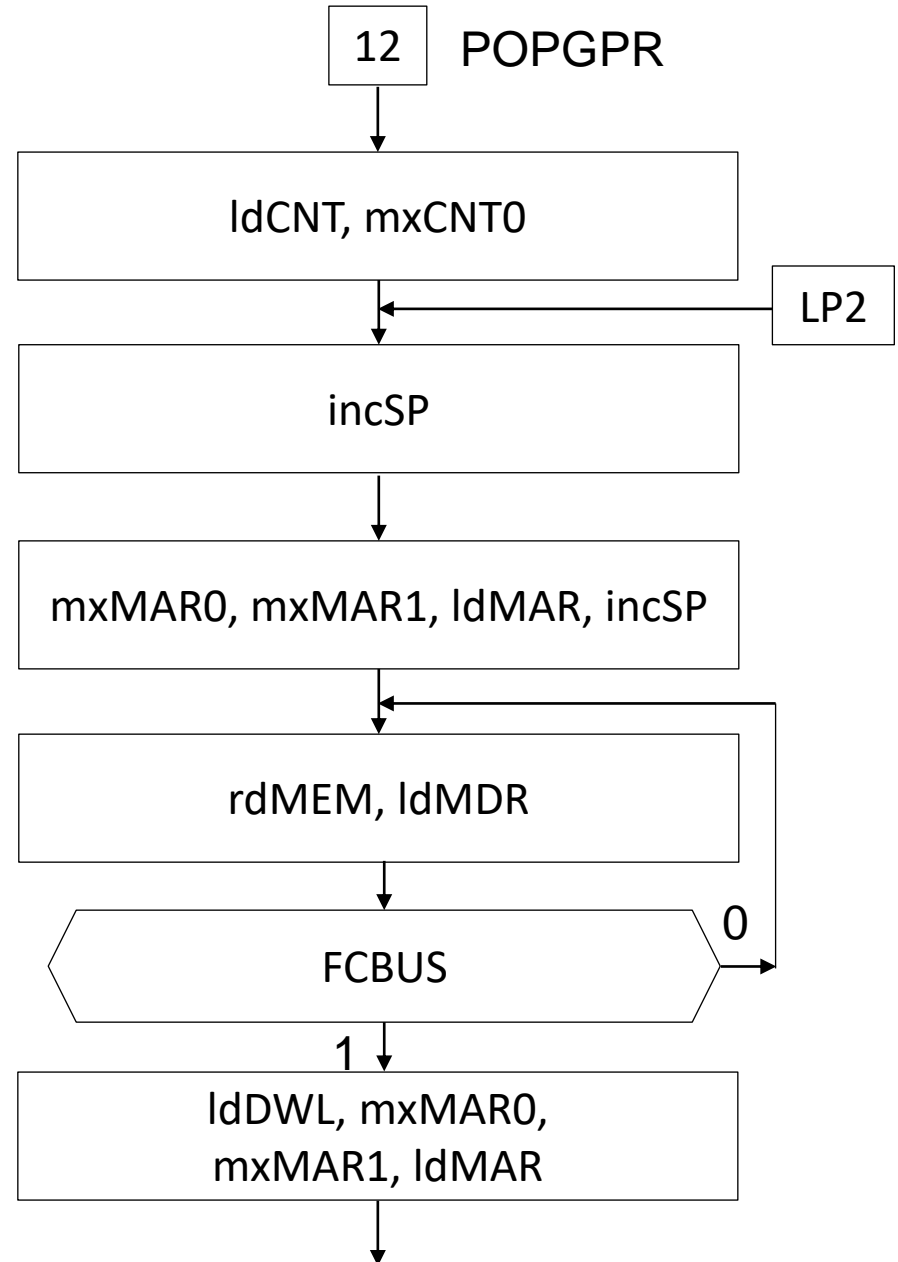 12 POPGPR
ldCNT, mxCNT0
LP2
incSP
mxMAR0, mxMAR1, ldMAR, incSP
rdMEM, ldMDR
0
FCBUS
1
ldDWL, mxMAR0,
mxMAR1, ldMAR